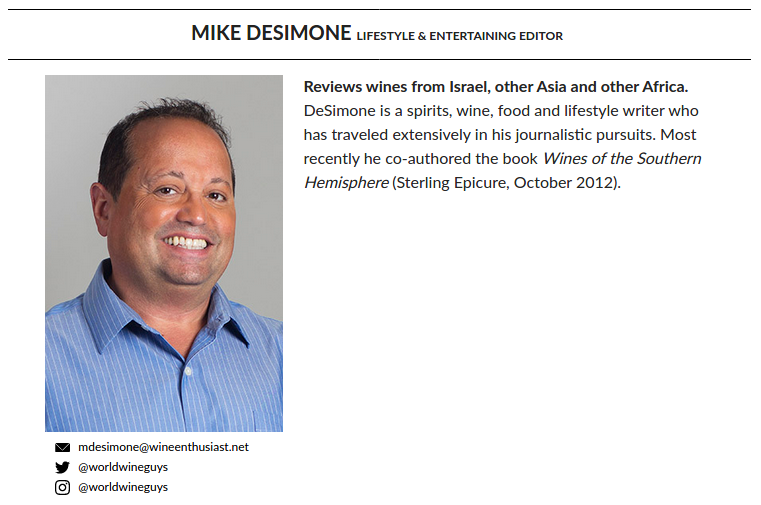 MIKE DESIMONE LIFESTYLE & ENTERTAINING EDITOR
Reviews wines from Israel, other Asia and other Africa.
DeSimone is a spirits, wine, food and lifestyle writer who
has traveled extensively in his journalistic pursuits. Most
recently he co-authored the book Wines of the Southern
Hemisphere (Sterling Epicure, October 2012).
mdesimone@wineenthusiast.net
@worldwineguys
@worldwineguys